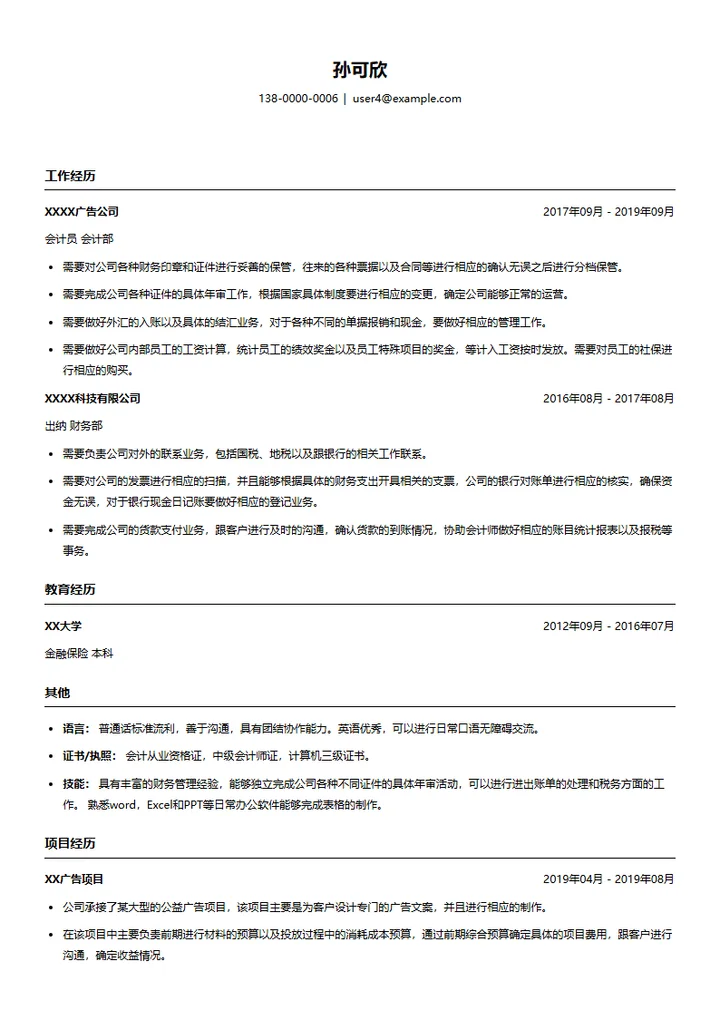 孙可欣
138-0000-0006 | user4@example.com
工作经历
XXXX广告公司 2017年09月 - 2019年09月
会计员 会计部
• 需要对公司各种财务印章和证件进行妥善的保管，往来的各种票据以及合同等进行相应的确认无误之后进行分档保管。
• 需要完成公司各种证件的具体年审工作，根据国家具体制度要进行相应的变更，确定公司能够正常的运营。
• 需要做好外汇的入账以及具体的结汇业务，对于各种不同的单据报销和现金，要做好相应的管理工作。
• 需要做好公司内部员工的工资计算，统计员工的绩效奖金以及员工特殊项目的奖金，等计入工资按时发放。需要对员工的社保进
行相应的购买。
XXXX科技有限公司 2016年08月 - 2017年08月
出纳 财务部
• 需要负责公司对外的联系业务，包括国税、地税以及跟银行的相关工作联系。
• 需要对公司的发票进行相应的扫描，并且能够根据具体的财务支出开具相关的支票，公司的银行对账单进行相应的核实，确保资
金无误，对于银行现金日记账要做好相应的登记业务。
• 需要完成公司的货款支付业务，跟客户进行及时的沟通，确认货款的到账情况，协助会计师做好相应的账目统计报表以及报税等
事务。
教育经历
XX大学 2012年09月 - 2016年07月
金融保险 本科
其他
• 语言： 普通话标准流利，善于沟通，具有团结协作能力。英语优秀，可以进行日常口语无障碍交流。
• 证书/执照： 会计从业资格证，中级会计师证，计算机三级证书。
• 技能： 具有丰富的财务管理经验，能够独立完成公司各种不同证件的具体年审活动，可以进行进出账单的处理和税务方面的工
作。 熟悉word，Excel和PPT等日常办公软件能够完成表格的制作。
项目经历
XX广告项目 2019年04月 - 2019年08月
• 公司承接了某大型的公益广告项目，该项目主要是为客户设计专门的广告文案，并且进行相应的制作。
• 在该项目中主要负责前期进行材料的预算以及投放过程中的消耗成本预算，通过前期综合预算确定具体的项目费用，跟客户进行
沟通，确定收益情况。